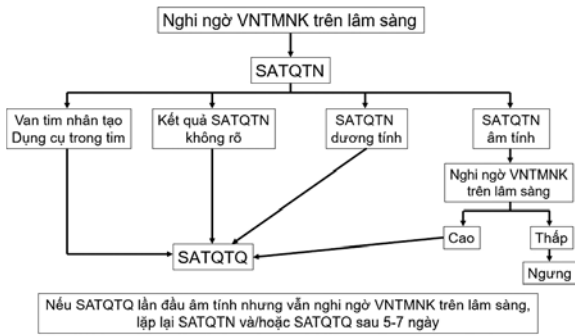 Nghi ngờ VNTMNK trên lâm sàng
SATQTN
Van tim nhân tạo
Dụng cụ trong tim
Kết quả SATQTN
không rõ
SATQTN
dương tính
SATQTN
âm tính
Nghi ngờ VNTMNK
trên lâm sàng
Cao
Thấp
SATQTQ
Ngưng
Nếu SATQTQ lần đầu âm tính nhưng vẫn nghi ngờ VNTMNK trên lâm sàng,
lặp lại SATQTN và/hoặc SATQTQ sau 5-7 ngày